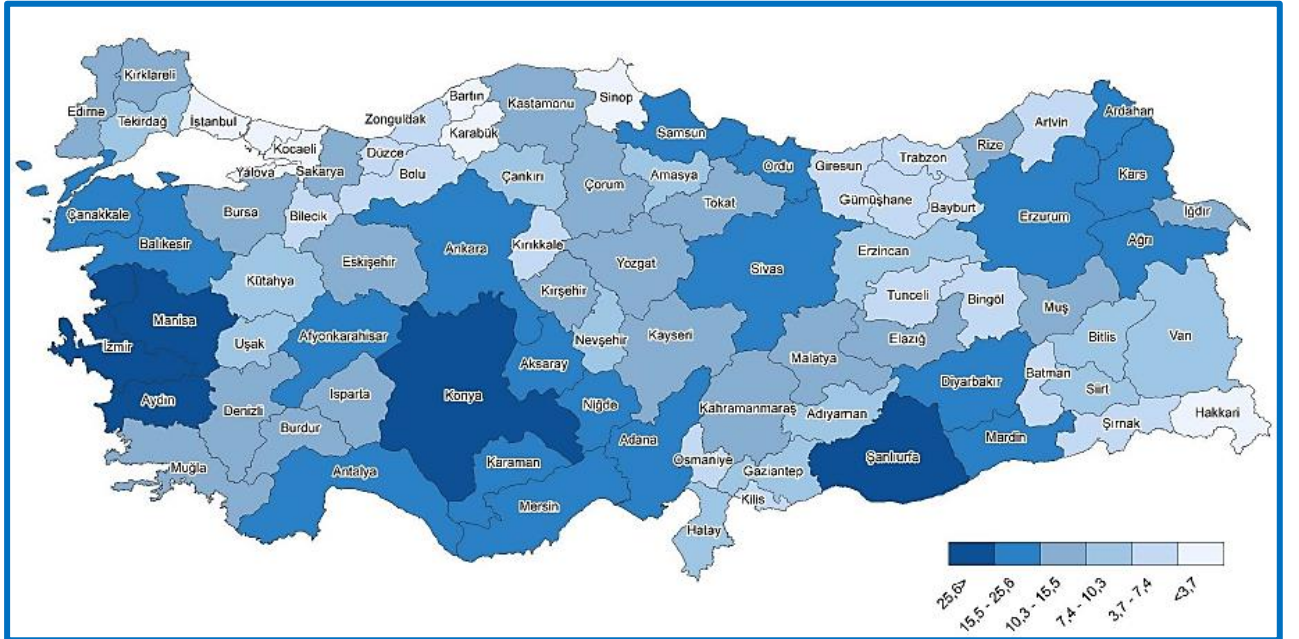 Kırklareli
Edirne
Tekirdağ
İstanbul
Kocaeli
Yalova
Sakarya
Zonguldak
Düzce
Bolu
Bartın
Karabük
Kastamonu
Sinop
Samsun
Ordu
Giresun
Trabzon
Rize
Artvin
Ardahan
Kars
Iğdır
Ağrı
Erzurum
Bayburt
Gümüşhane
Çanakkale
Balıkesir
Bursa
Bilecik
Eskişehir
Ankara
Çankırı
Kırıkkale
Çorum
Amasya
Tokat
Yozgat
Sivas
Erzincan
Tunceli
Bingöl
Muş
Bitlis
Van
Kütahya
Manisa
İzmir
Uşak
Afyonkarahisar
Kırşehir
Nevşehir
Kayseri
Malatya
Elazığ
Diyarbakır
Batman
Siirt
Şırnak
Hakkari
Aydın
Denizli
Isparta
Burdur
Konya
Aksaray
Niğde
Adana
Kahramanmaraş
Adıyaman
Şanlıurfa
Mardin
Muğla
Antalya
Karaman
Mersin
Osmaniye
Gaziantep
Kilis
Hatay
25,6>
15,5 - 25,6
10,3 - 15,5
7,4 - 10,3
3,7 - 7,4
<3,7